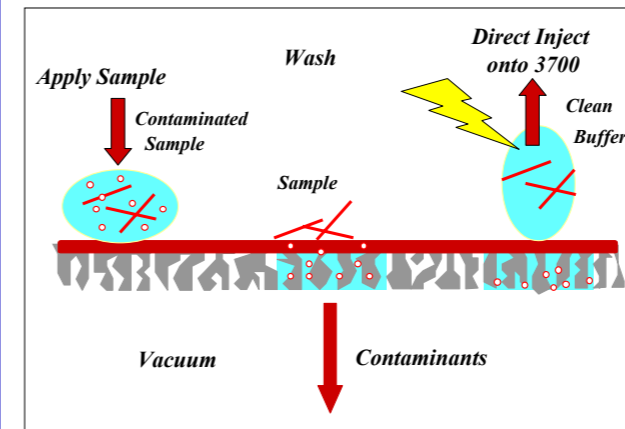 Apply Sample
Contaminated
Sample
Wash
Sample
Direct Inject
onto 3700
Clean
Buffer
Vacuum
Contaminants